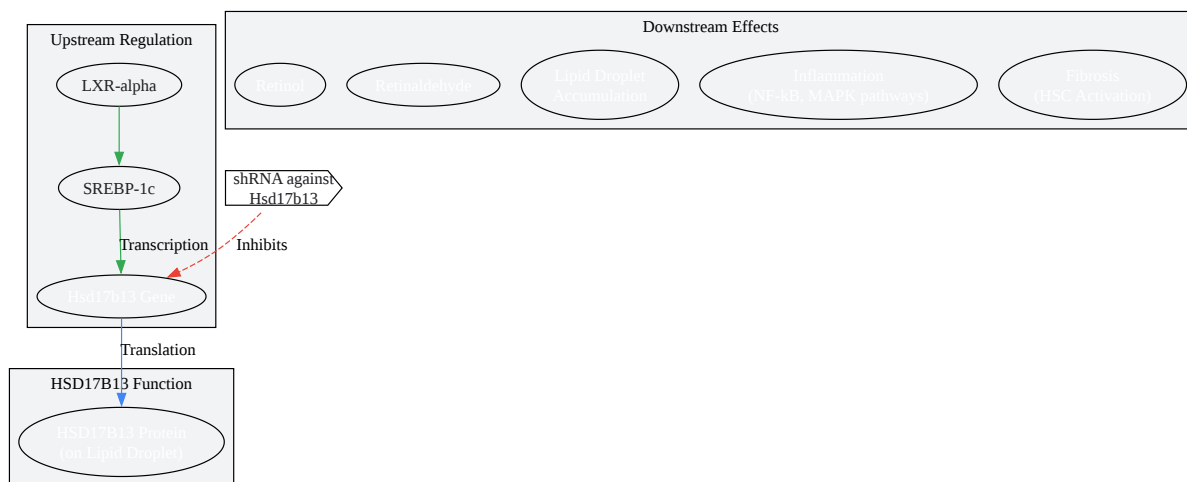 Upstream Regulation
LXR-alpha
SREBP-1c
Transcription
Hsd17b13 Gene
shRNA against
Hsd17b13
Inhibits
Translation
HSD17B13 Function
HSD17B13 Protein
(on Lipid Droplet)
Downstream Effects
Retinol
Retinaldehyde
Lipid Droplet
Accumulation
Inflammation
(NF-kB, MAPK pathways)
Fibrosis
(HSC Activation)